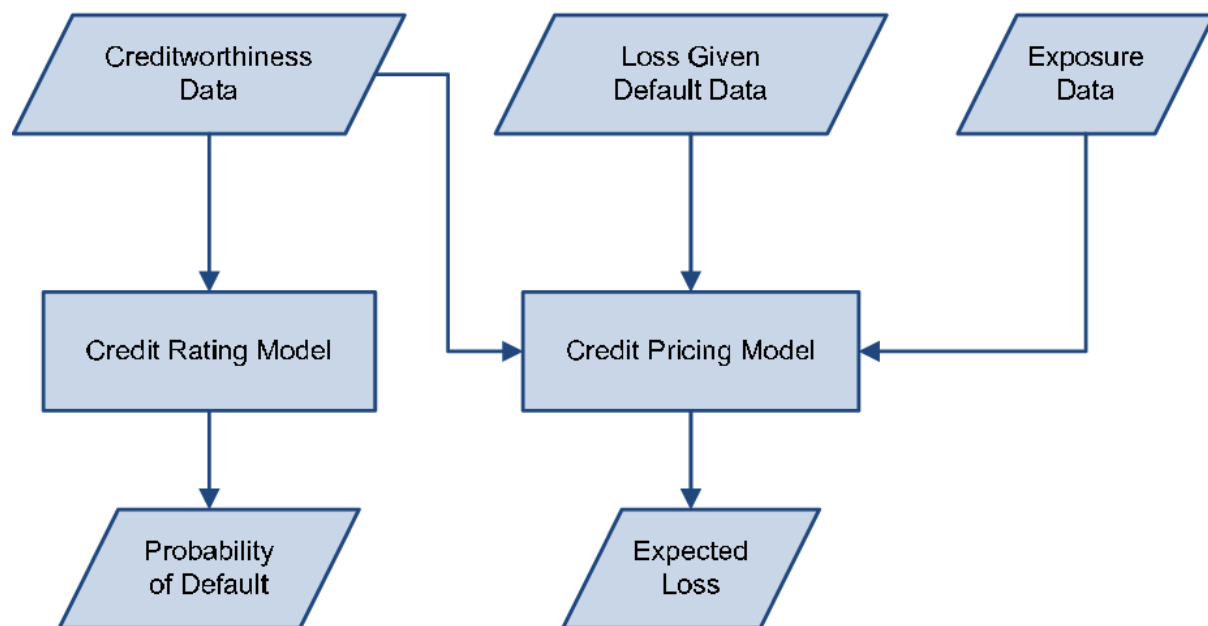 Creditworthiness
Data
Loss Given
Default Data
Exposure
Data
Credit Rating Model
Credit Pricing Model
Probability
of Default
Expected
Loss